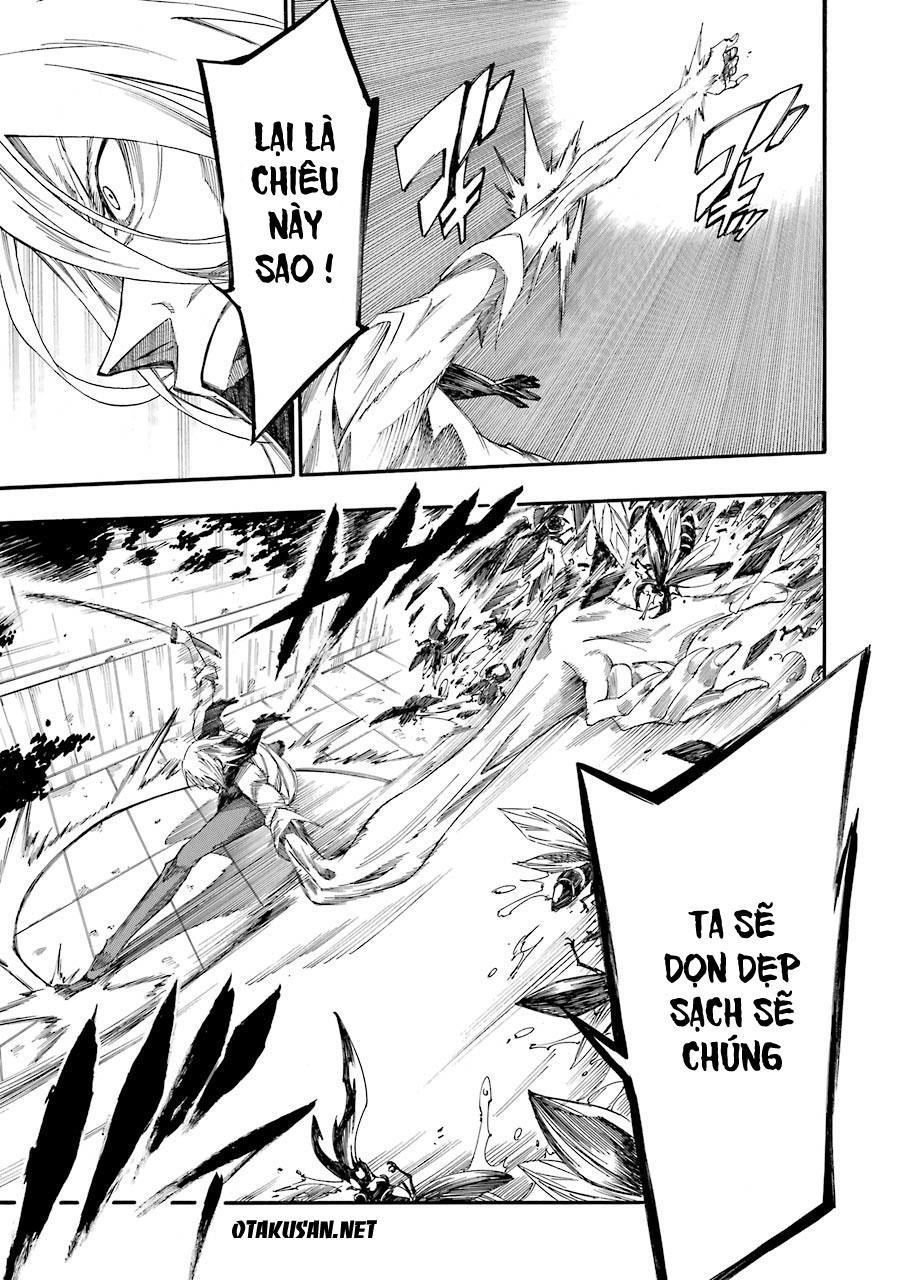 LẠI LÀ
CHIÊU
NÀY
SAO !
TA SẼ
DỌN DẸP
SẠCH SẼ
CHÚNG
OTAKUSAN.NET